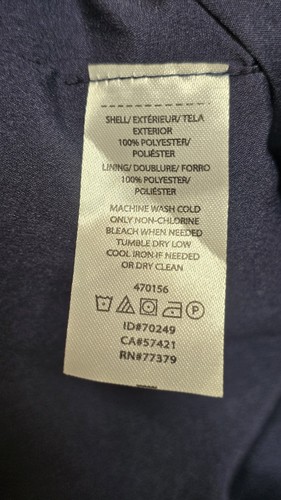 SHELL/ EXTÉRIEUR/ TELA
EXTERIOR
100% POLYESTER/
POLIÉSTER
LINING/ DOUBLURE/ FORRO
100% POLYESTER/
POLIÉSTER
MACHINE WASH COLD
ONLY NON-CHLORINE
BLEACH WHEN NEEDED
TUMBLE DRY LOW
COOL IRON IF NEEDED
OR DRY CLEAN
470156
ID#70249
CA#57421
RN#77379